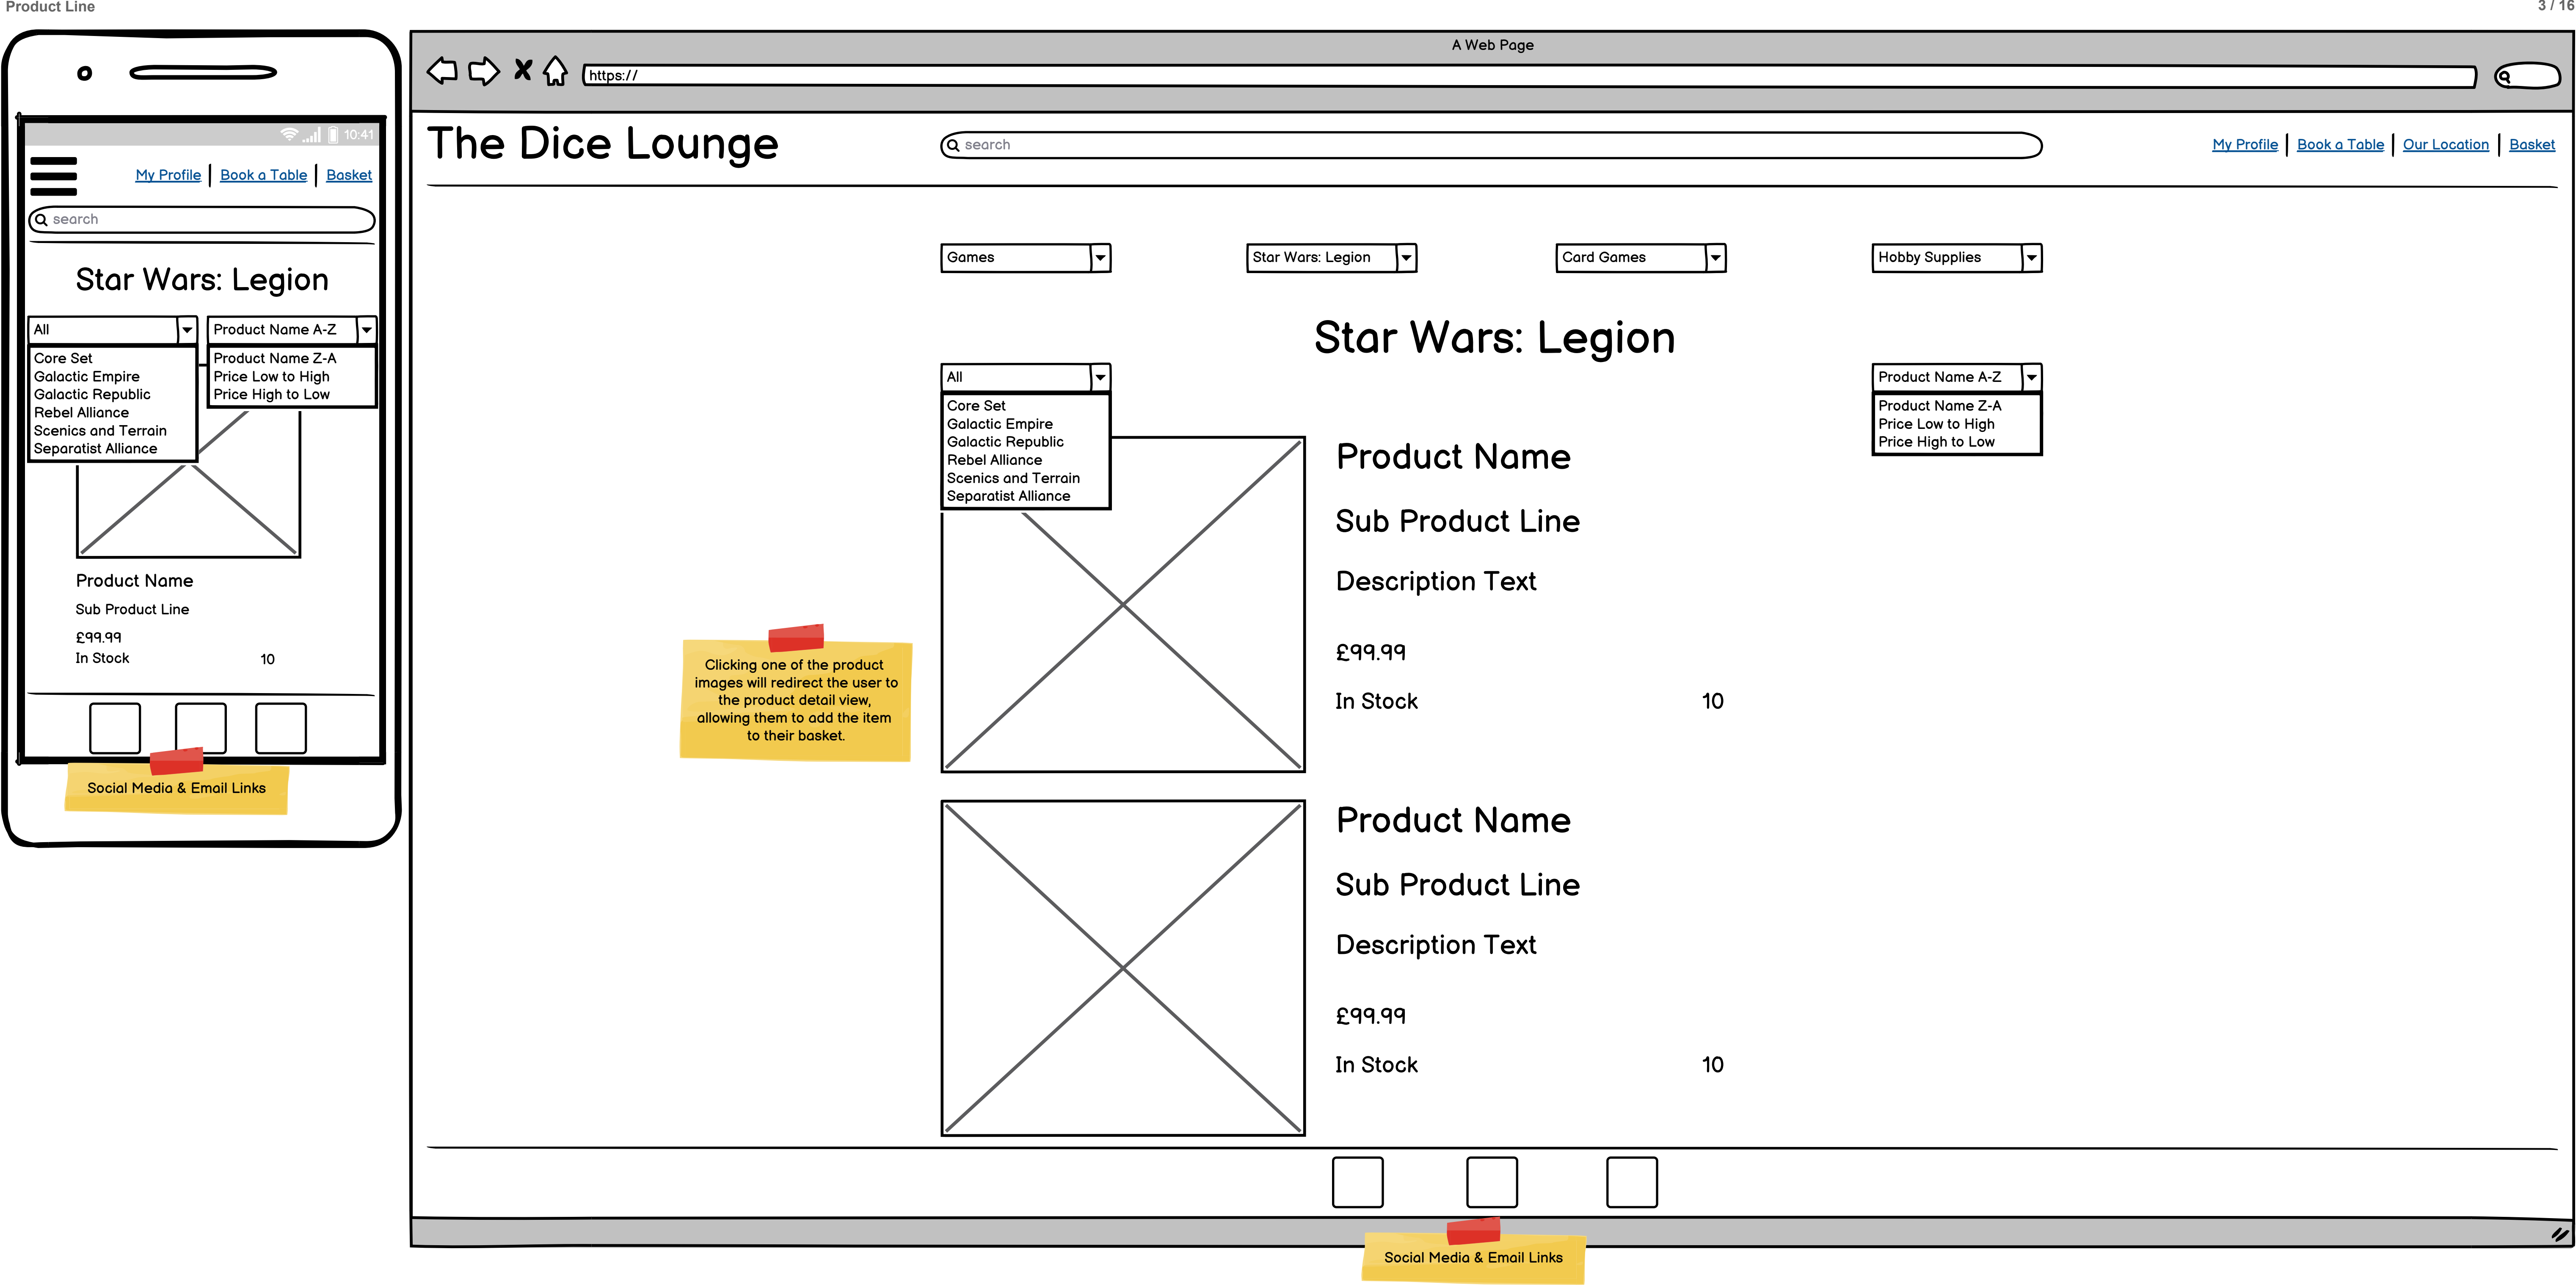 Product Line
3 / 16
10:41
My Profile
Book a Table
Basket
search
Star Wars: Legion
All
Product Name A-Z
Core Set
Galactic Empire
Galactic Republic
Rebel Alliance
Scenics and Terrain
Separatist Alliance
Product Name Z-A
Price Low to High
Price High to Low
Product Name
Sub Product Line
£99.99
In Stock 10
Social Media & Email Links
A Web Page
https://
The Dice Lounge
search
My Profile
Book a Table
Our Location
Basket
Games
Star Wars: Legion
Card Games
Hobby Supplies
Star Wars: Legion
All
Core Set
Galactic Empire
Galactic Republic
Rebel Alliance
Scenics and Terrain
Separatist Alliance
Product Name A-Z
Product Name Z-A
Price Low to High
Price High to Low
Product Name
Sub Product Line
Description Text
£99.99
In Stock 10
Clicking one of the product
images will redirect the user to
the product detail view,
allowing them to add the item
to their basket.
Product Name
Sub Product Line
Description Text
£99.99
In Stock 10
Social Media & Email Links